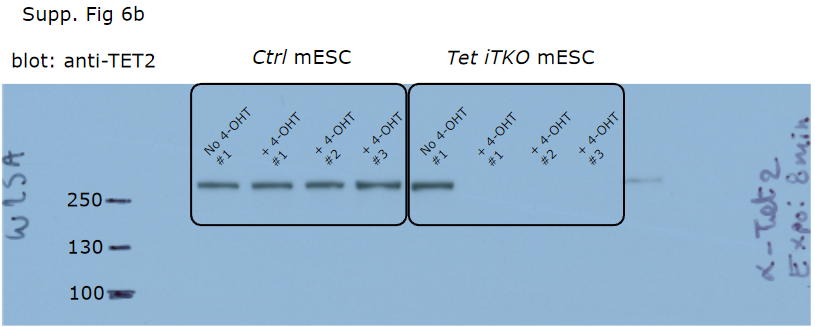 Supp. Fig 6b
blot: anti-TET2
Ctrl mESC
Tet iTKO mESC
No 4-OHT
#1
+ 4-OHT
#1
+ 4-OHT
#2
+ 4-OHT
#3
No 4-OHT
#1
+ 4-OHT
#1
+ 4-OHT
#2
+ 4-OHT
#3
250
130
100
α-Tet2
Expo: 8min